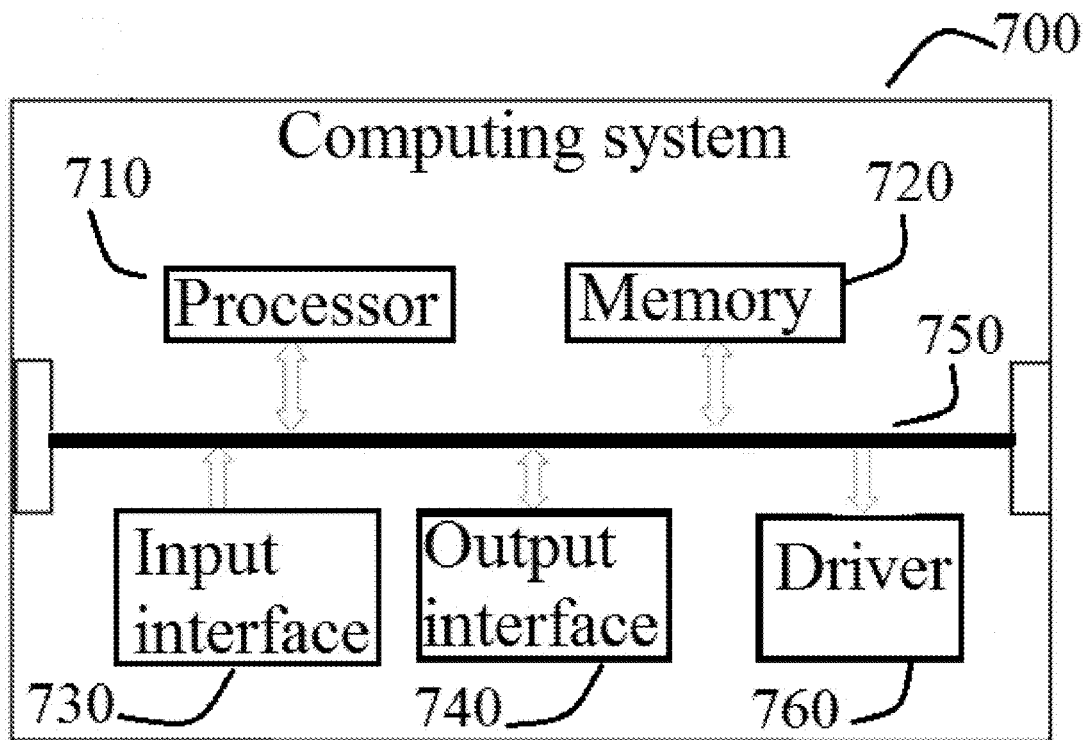 700
Computing system
710
720
Processor
Memory
750
Input
interface
Output
interface
Driver
730
740
760